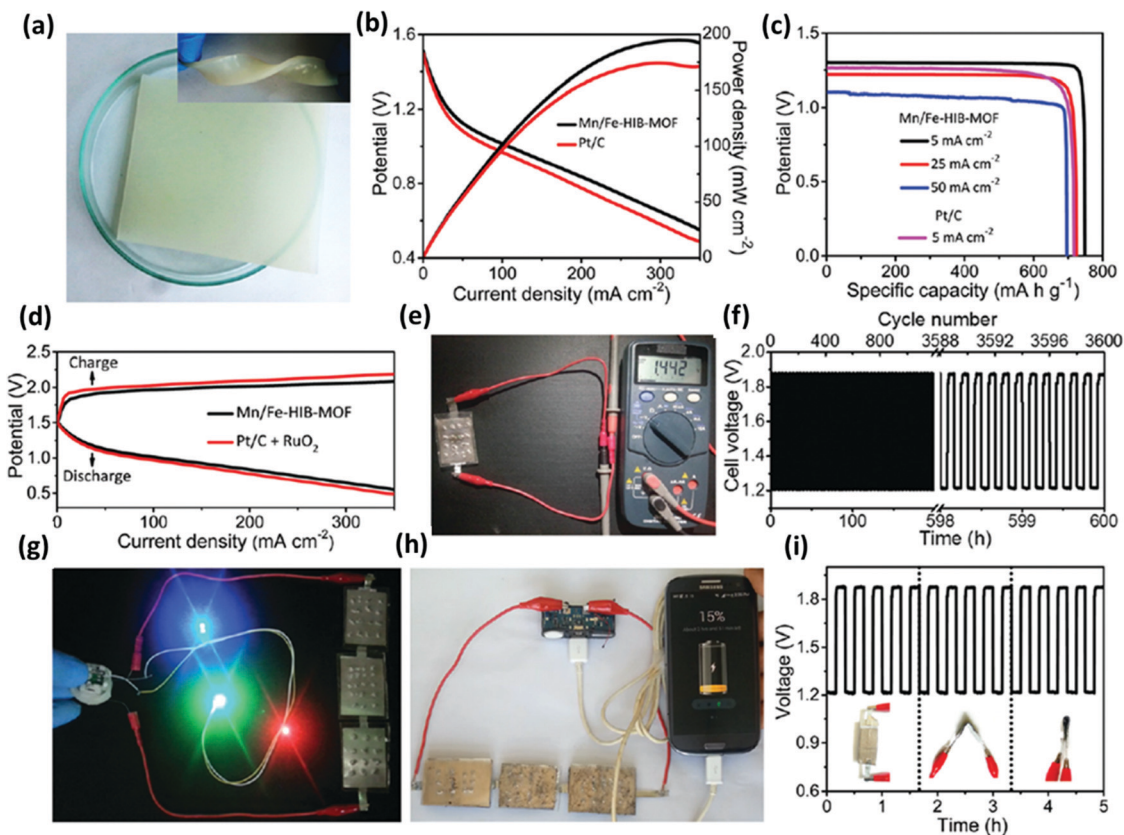 (a)
(b)
1.6
1.2
0.8
0.4
Potential (V)
Mn/Fe-HIB-MOF
Pt/C
200
150
100
50
0
Power density (mW cm⁻²)
0 100 200 300
Current density (mA cm⁻²)
(c)
1.5
1.0
0.5
0.0
Potential (V)
Mn/Fe-HIB-MOF
5 mA cm⁻²
25 mA cm⁻²
50 mA cm⁻²
Pt/C
5 mA cm⁻²
0 200 400 600 800
Specific capacity (mA h g⁻¹)
(d)
2.5
2.0
1.5
1.0
0.5
Potential (V)
Charge
Mn/Fe-HIB-MOF
Pt/C + RuO₂
Discharge
0 100 200 300
Current density (mA cm⁻²)
(e)
1.442
(f)
Cycle number
0 400 800 3588 3592 3596 3600
2.0
1.8
1.6
1.4
1.2
Cell voltage (V)
0 100 598 599 600
Time (h)
(g)
(h)
SAMSUNG
15%
(i)
1.8
1.5
1.2
0.9
0.6
Voltage (V)
0 1 2 3 4 5
Time (h)